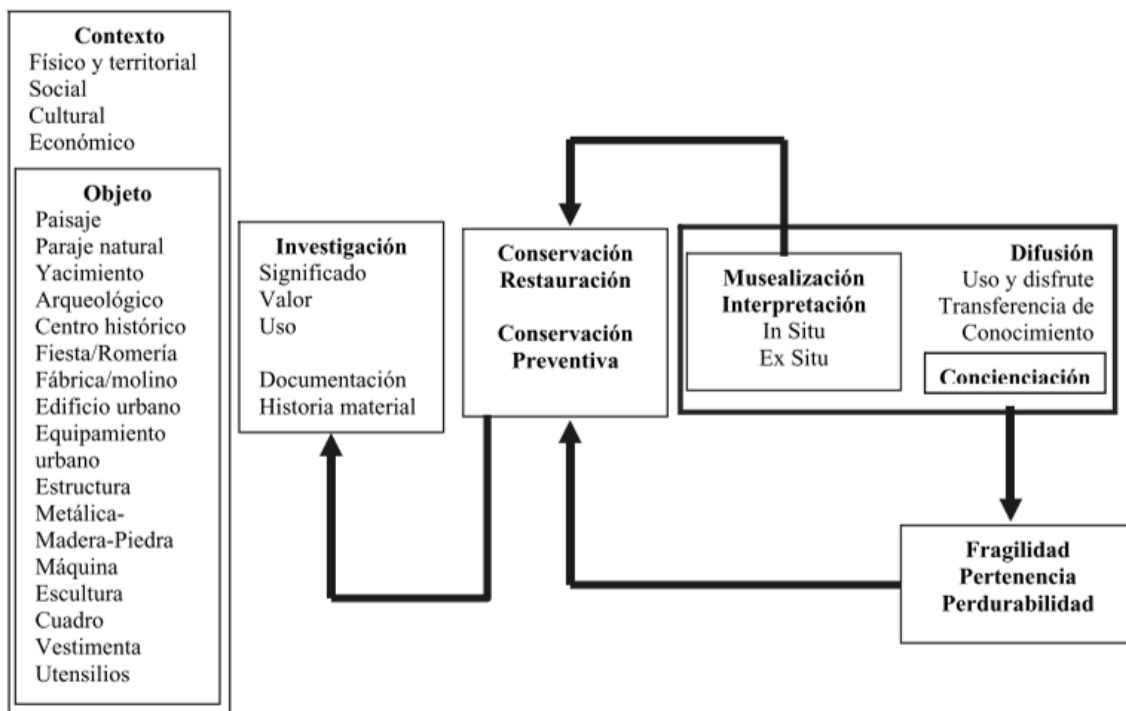 Contexto
Físico y territorial
Social
Cultural
Económico
Objeto
Paisaje
Paraje natural
Yacimiento
Arqueológico
Centro histórico
Fiesta/Romería
Fábrica/molino
Edificio urbano
Equipamiento
urbano
Estructura
Metálica-
Madera-Piedra
Máquina
Escultura
Cuadro
Vestimenta
Utensilios
Investigación
Significado
Valor
Uso
Documentación
Historia material
Conservación
Restauración
Conservación
Preventiva
Musealización
Interpretación
In Situ
Ex Situ
Difusión
Uso y disfrute
Transferencia de
Conocimiento
Concienciación
Fragilidad
Pertenencia
Perdurabilidad